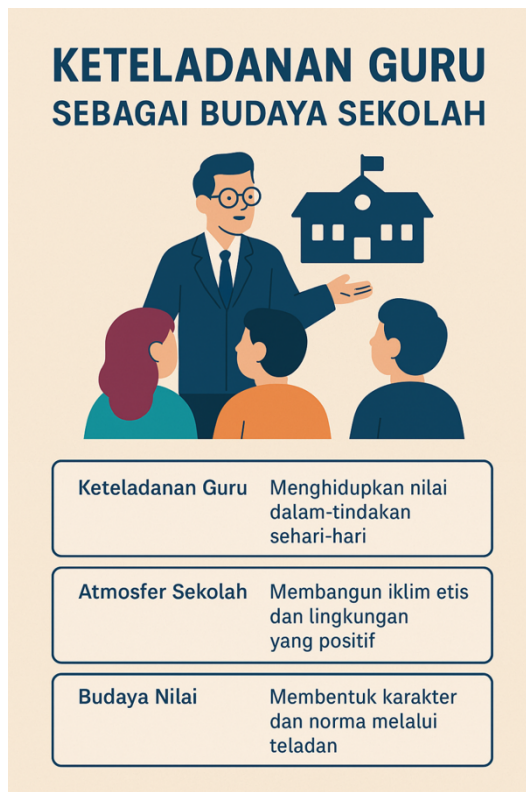 KETELADANAN GURU
SEBAGAI BUDAYA SEKOLAH
Keteladanan Guru
Menghidupkan nilai
dalam-tindakan
sehari-hari
Atmosfer Sekolah
Membangun iklim etis
dan lingkungan
yang positif
Budaya Nilai
Membentuk karakter
dan norma melalui
teladan